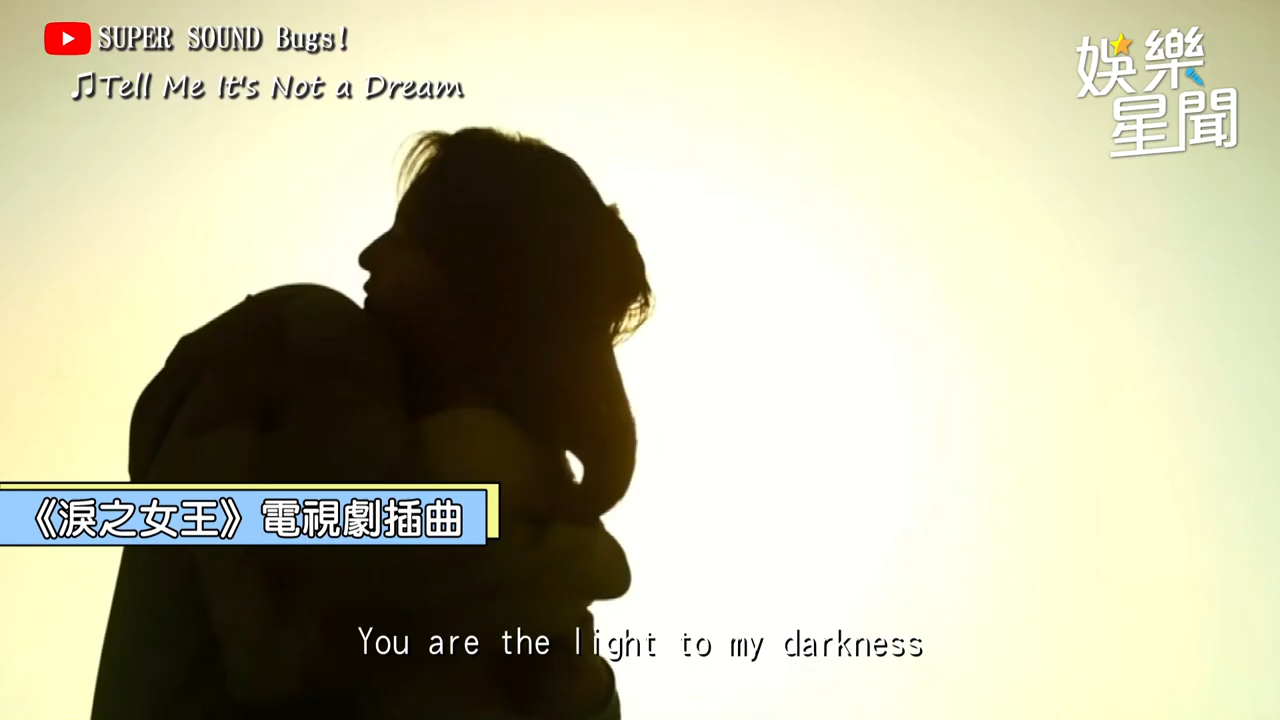 SUPER SOUND Bugs!
♫Tell Me It's Not a Dream
娛樂
星聞
《淚之女王》電視劇插曲
You are the light to my darkness